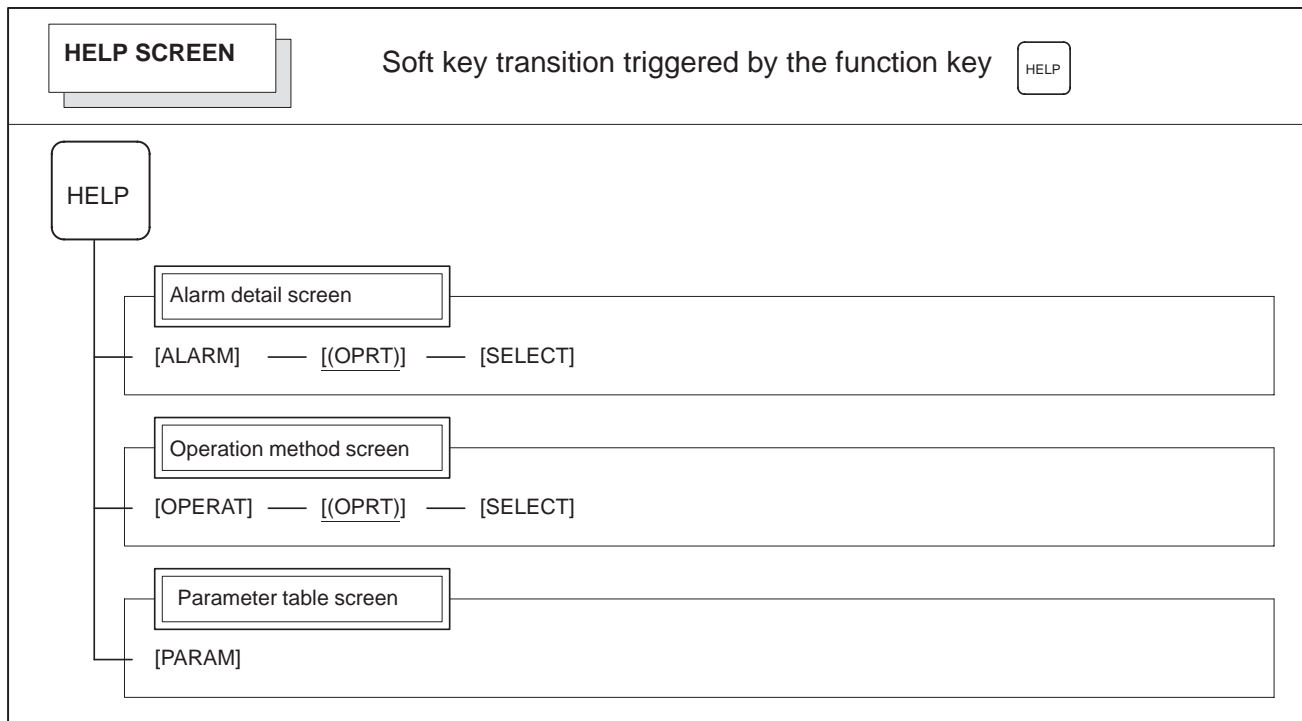 HELP SCREEN
Soft key transition triggered by the function key HELP
HELP
Alarm detail screen
[ALARM] [(OPRT)] [SELECT]
Operation method screen
[OPERAT] [(OPRT)] [SELECT]
Parameter table screen
[PARAM]